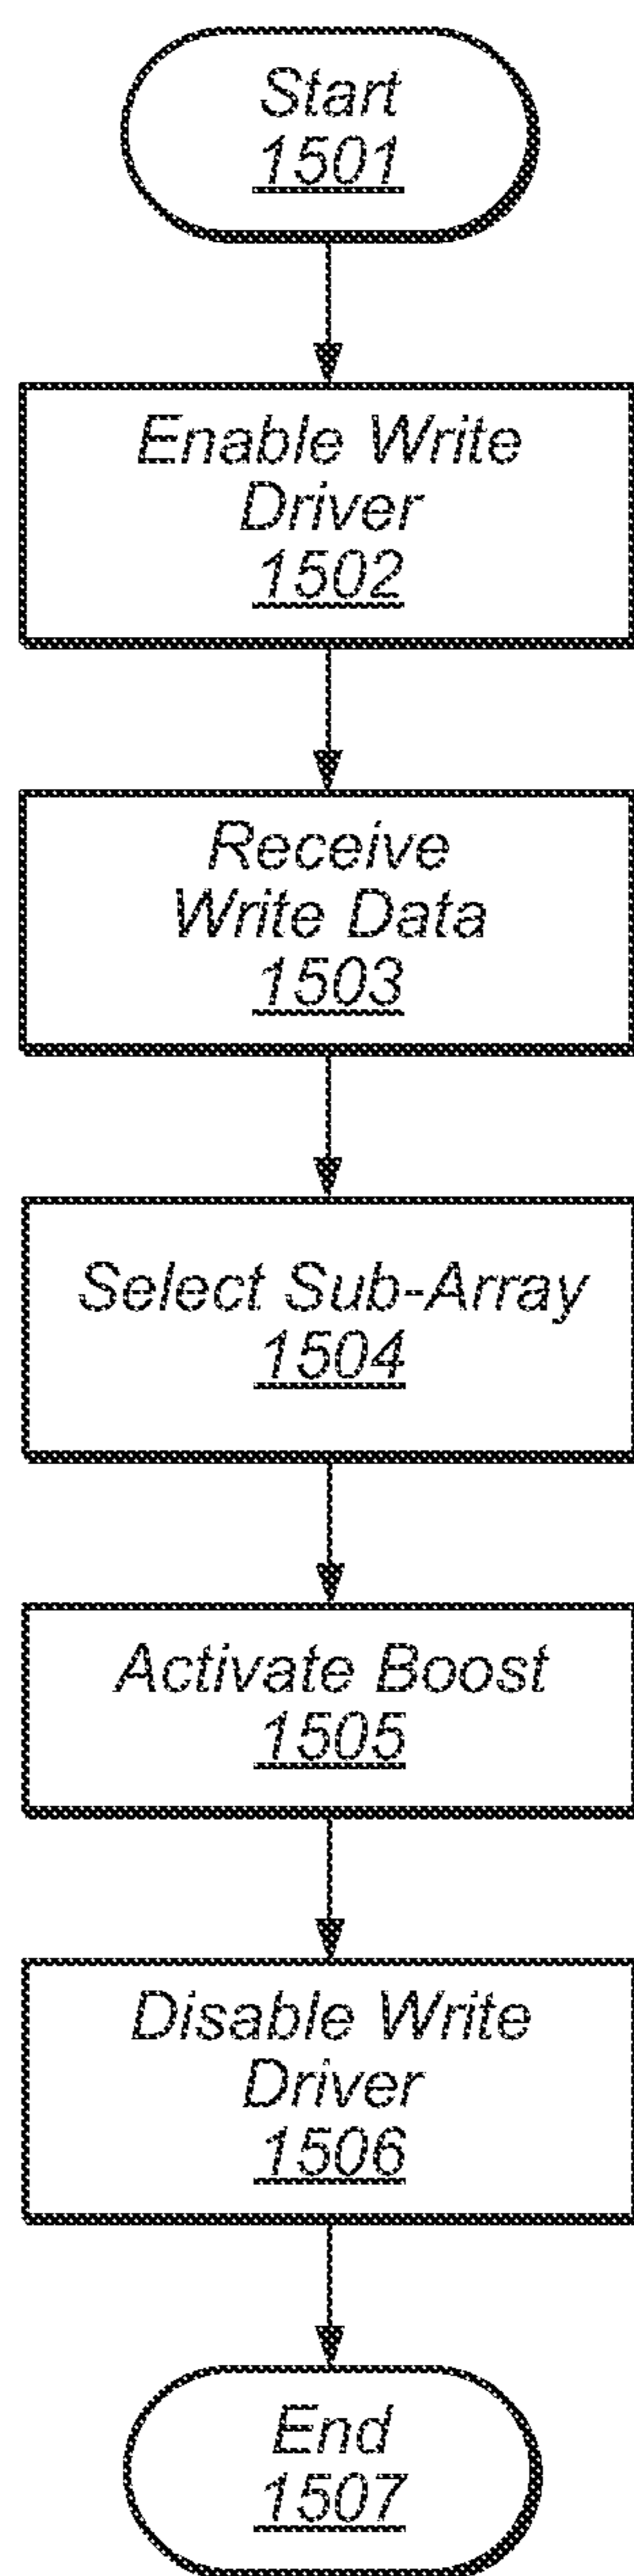 Start
1501
Enable Write
Driver
1502
Receive
Write Data
1503
Select Sub-Array
1504
Activate Boost
1505
Disable Write
Driver
1506
End
1507